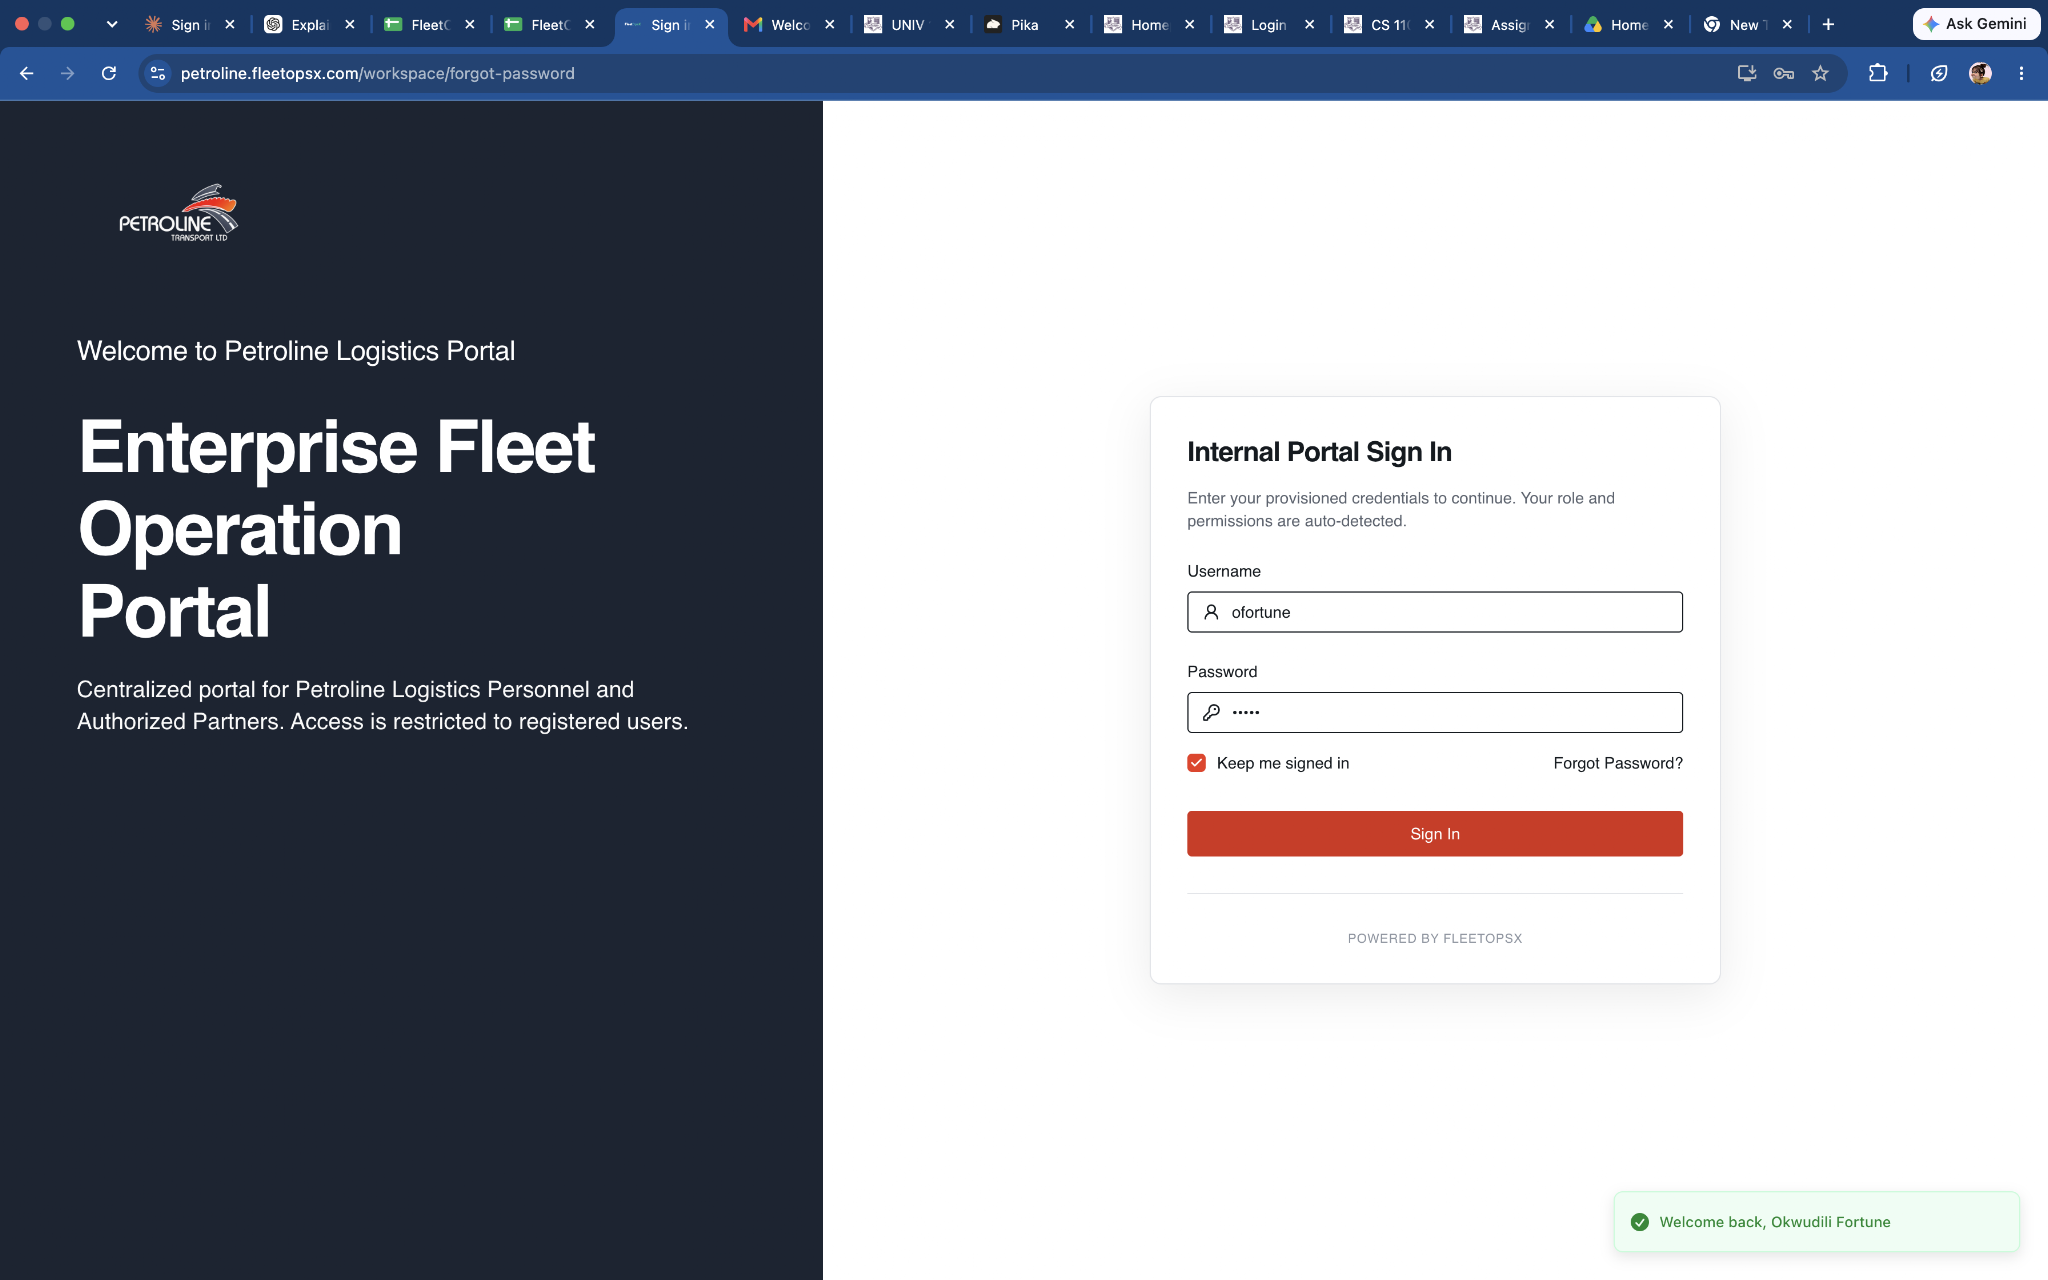 Sign i
Explai
FleetC
FleetC
Sign i
Welco
UNIV
Pika
Home
Login
CS 11
Assig
Home
New T
Ask Gemini
petroline.fleetopsx.com/workspace/forgot-password
PETROLINE
TRANSPORT LTD
Welcome to Petroline Logistics Portal
Enterprise Fleet
Operation
Portal
Centralized portal for Petroline Logistics Personnel and
Authorized Partners. Access is restricted to registered users.
Internal Portal Sign In
Enter your provisioned credentials to continue. Your role and
permissions are auto-detected.
Username
ofortune
Password
•••••
Keep me signed in
Forgot Password?
Sign In
POWERED BY FLEETOPSX
Welcome back, Okwudili Fortune